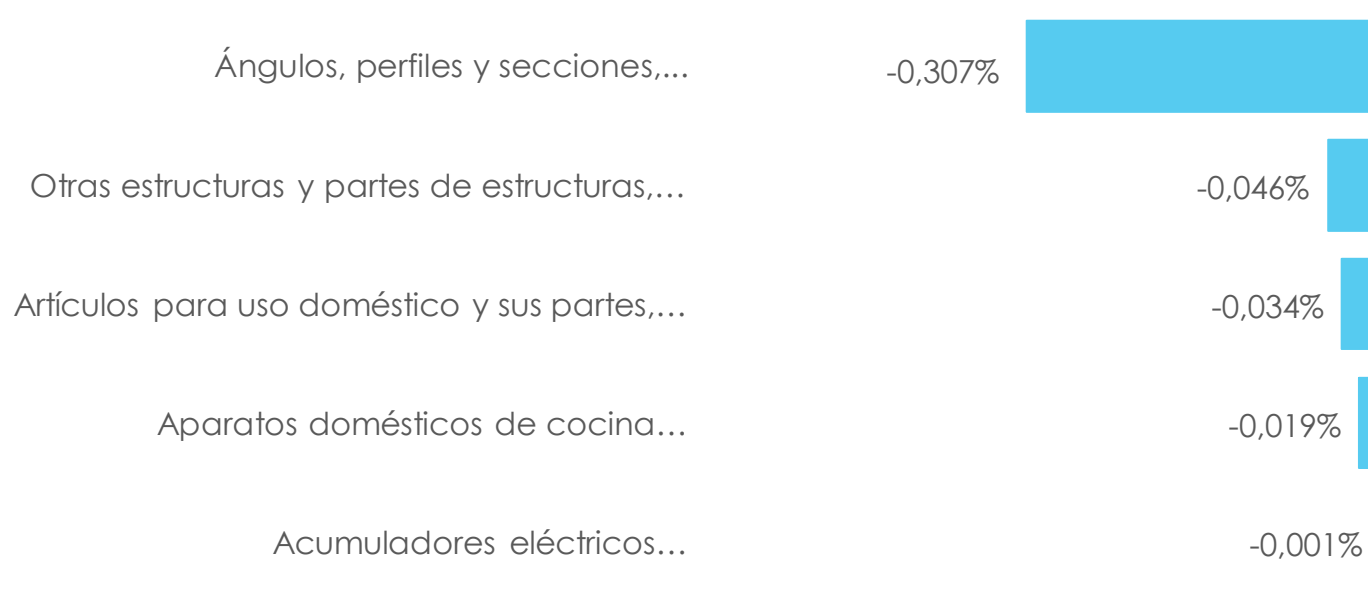 Ángulos, perfiles y secciones,...
-0,307%
Otras estructuras y partes de estructuras,...
-0,046%
Artículos para uso doméstico y sus partes,...
-0,034%
Aparatos domésticos de cocina...
-0,019%
Acumuladores eléctricos...
-0,001%